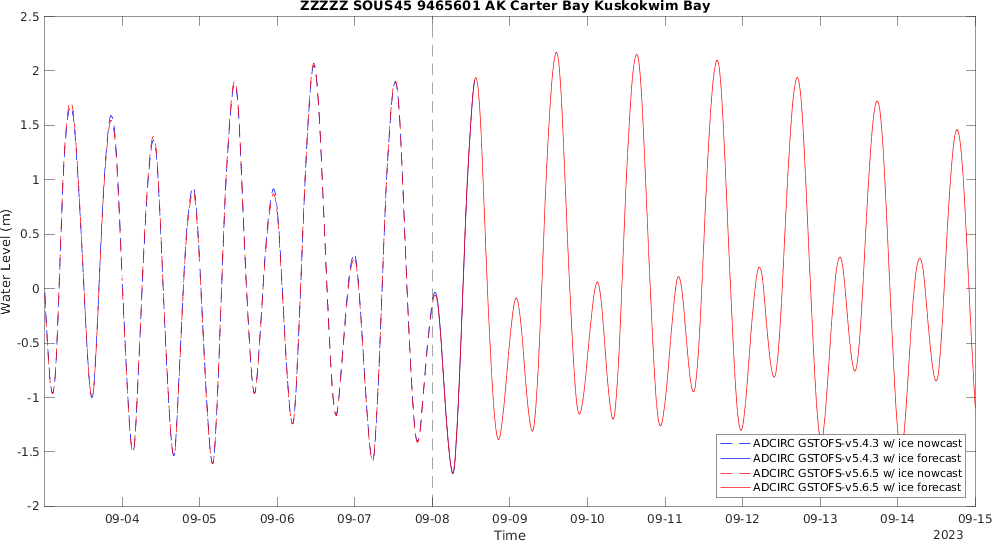 ZZZZZ SOUS45 9465601 AK Carter Bay Kuskokwim Bay
2.5
2
1.5
1
0.5
0
-0.5
-1
-1.5
-2
Water Level (m)
ADCIRC GSTOFS-v5.4.3 w/ ice nowcast
ADCIRC GSTOFS-v5.4.3 w/ ice forecast
ADCIRC GSTOFS-v5.6.5 w/ ice nowcast
ADCIRC GSTOFS-v5.6.5 w/ ice forecast
09-04 09-05 09-06 09-07 09-08 09-09 09-10 09-11 09-12 09-13 09-14 09-15
Time
2023